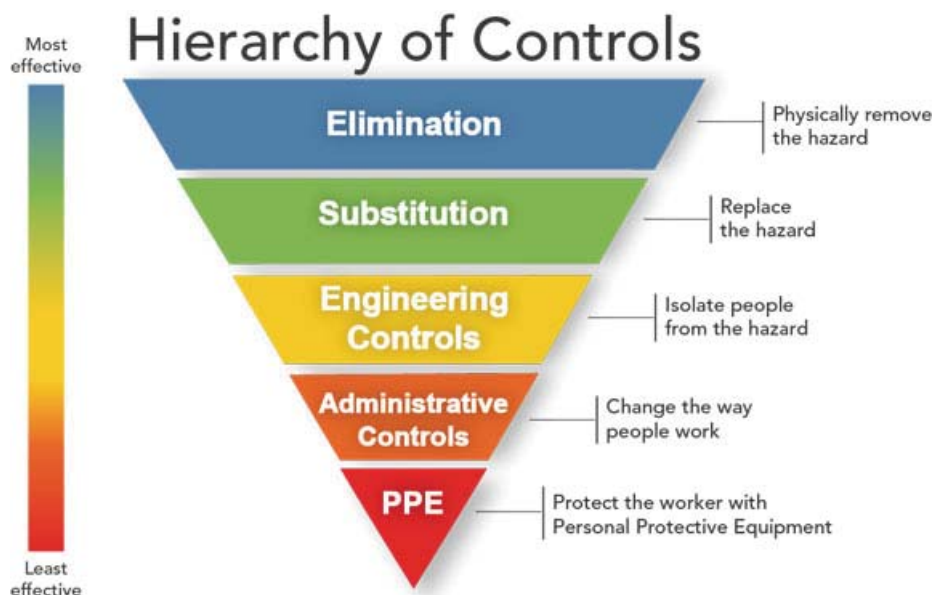 Hierarchy of Controls
Most
effective
Elimination
Physically remove
the hazard
Substitution
Replace
the hazard
Engineering
Controls
Isolate people
from the hazard
Administrative
Controls
Change the way
people work
PPE
Protect the worker with
Personal Protective Equipment
Least
effective